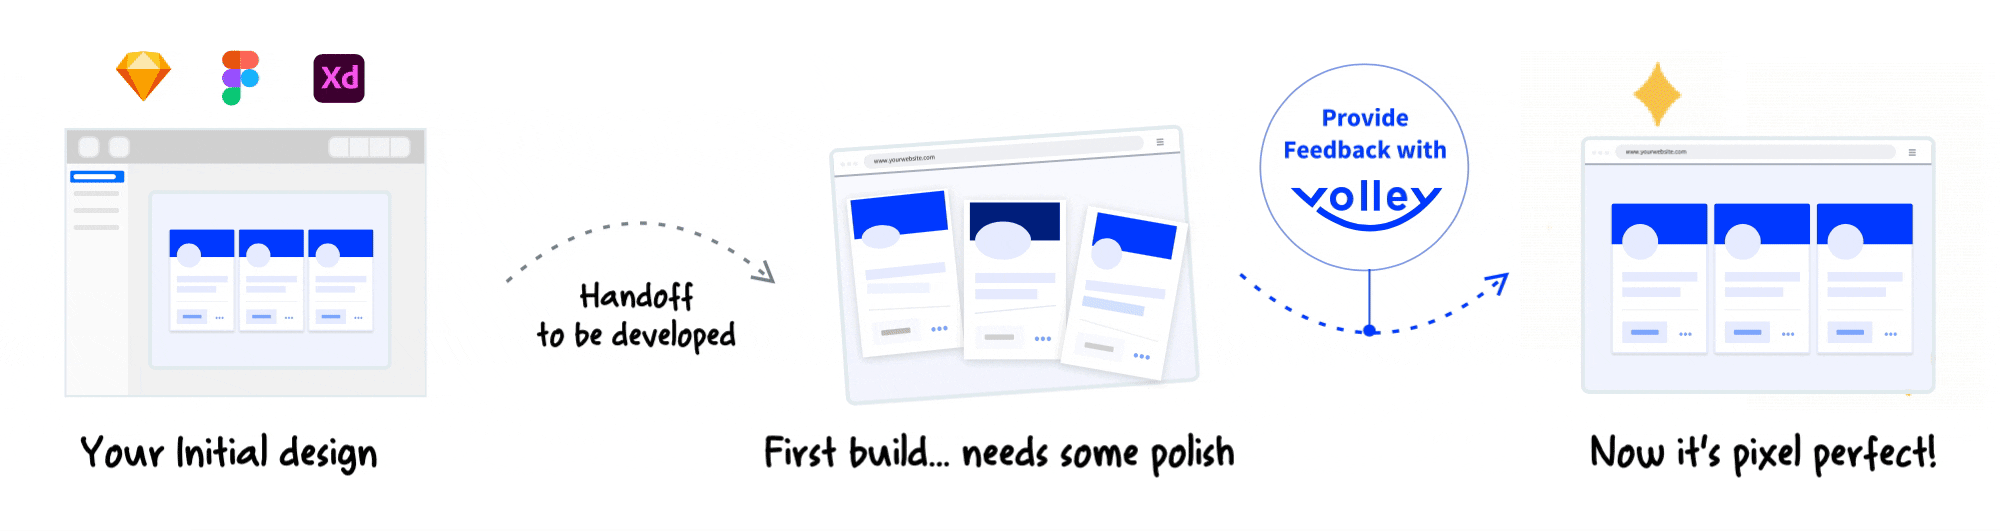 Xd
Your Initial design
Handoff
to be developed
www.yourwebsite.com
First build... needs some polish
Provide
Feedback with
volley
www.yourwebsite.com
Now it's pixel perfect!